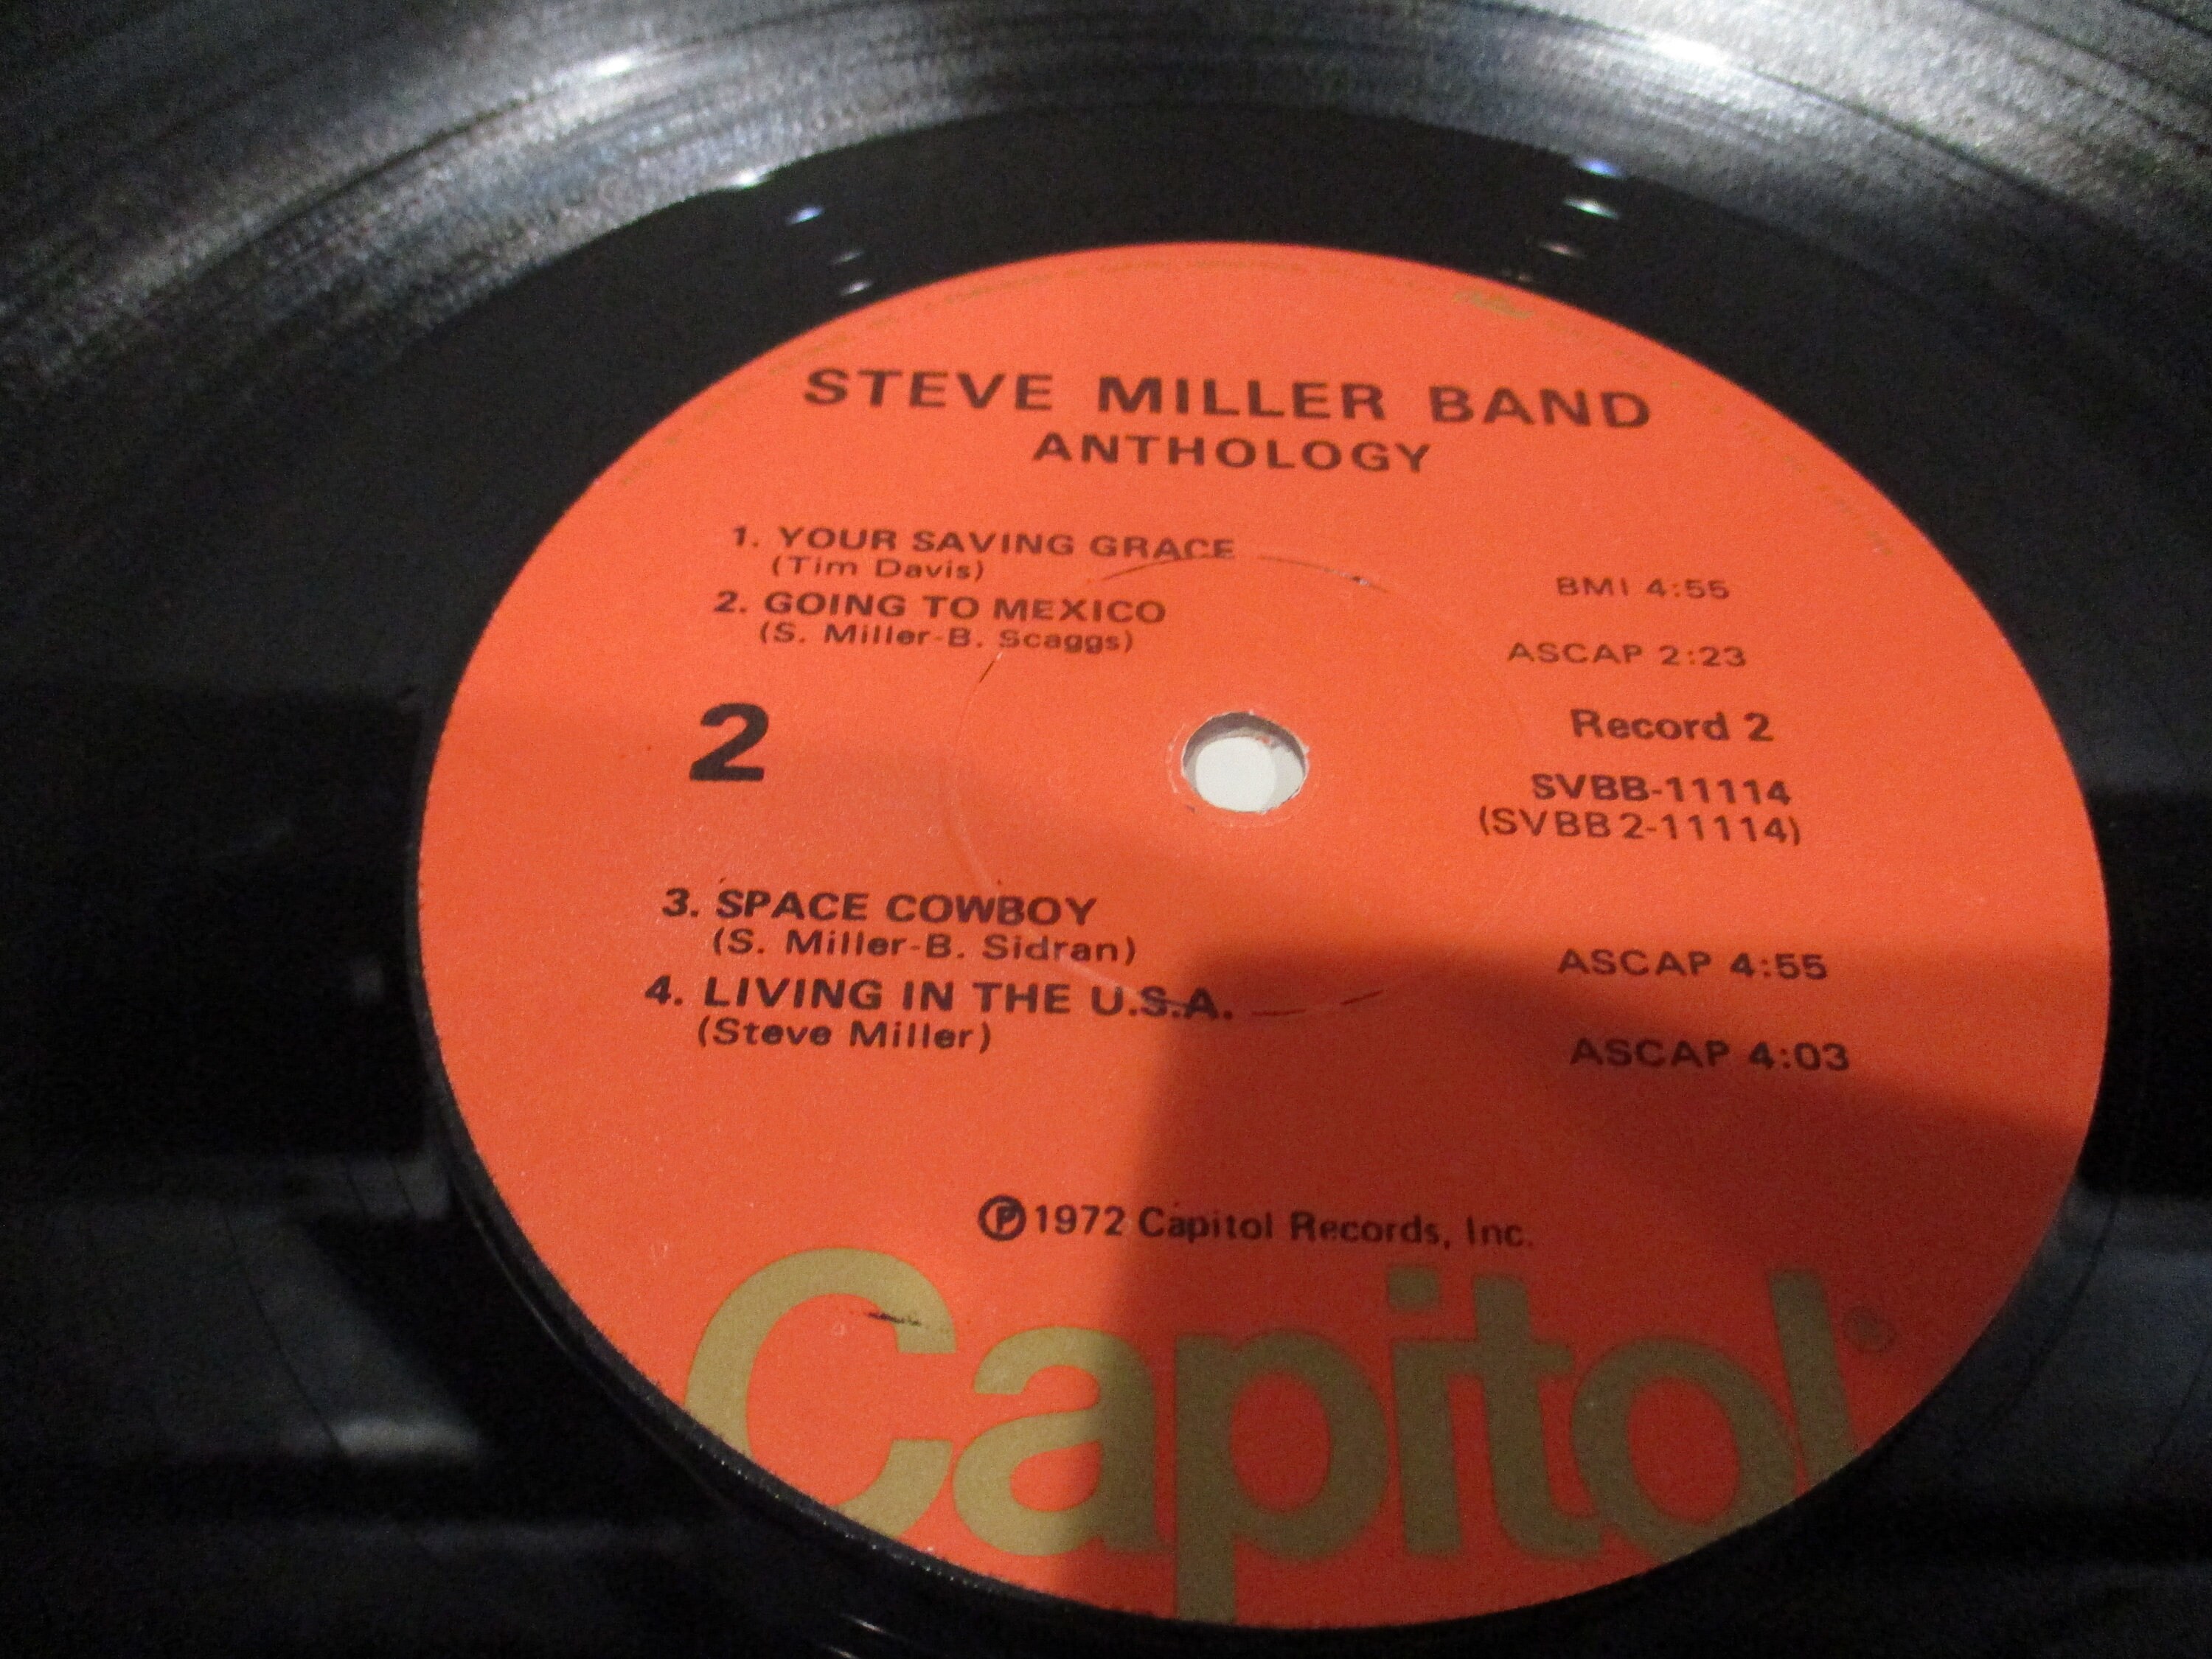 STEVE MILLER BAND
ANTHOLOGY
1. YOUR SAVING GRACE
(Tim Davis)
BMI 4:55
2. GOING TO MEXICO
(S. Miller-B. Scaggs)
ASCAP 2:23
2
Record 2
SVBB-11114
(SVBB 2-11114)
3. SPACE COWBOY
(S. Miller-B. Sidran)
ASCAP 4:55
4. LIVING IN THE U.S.A.
(Steve Miller)
ASCAP 4:03
Ⓟ1972 Capitol Records, Inc.
Capitol®